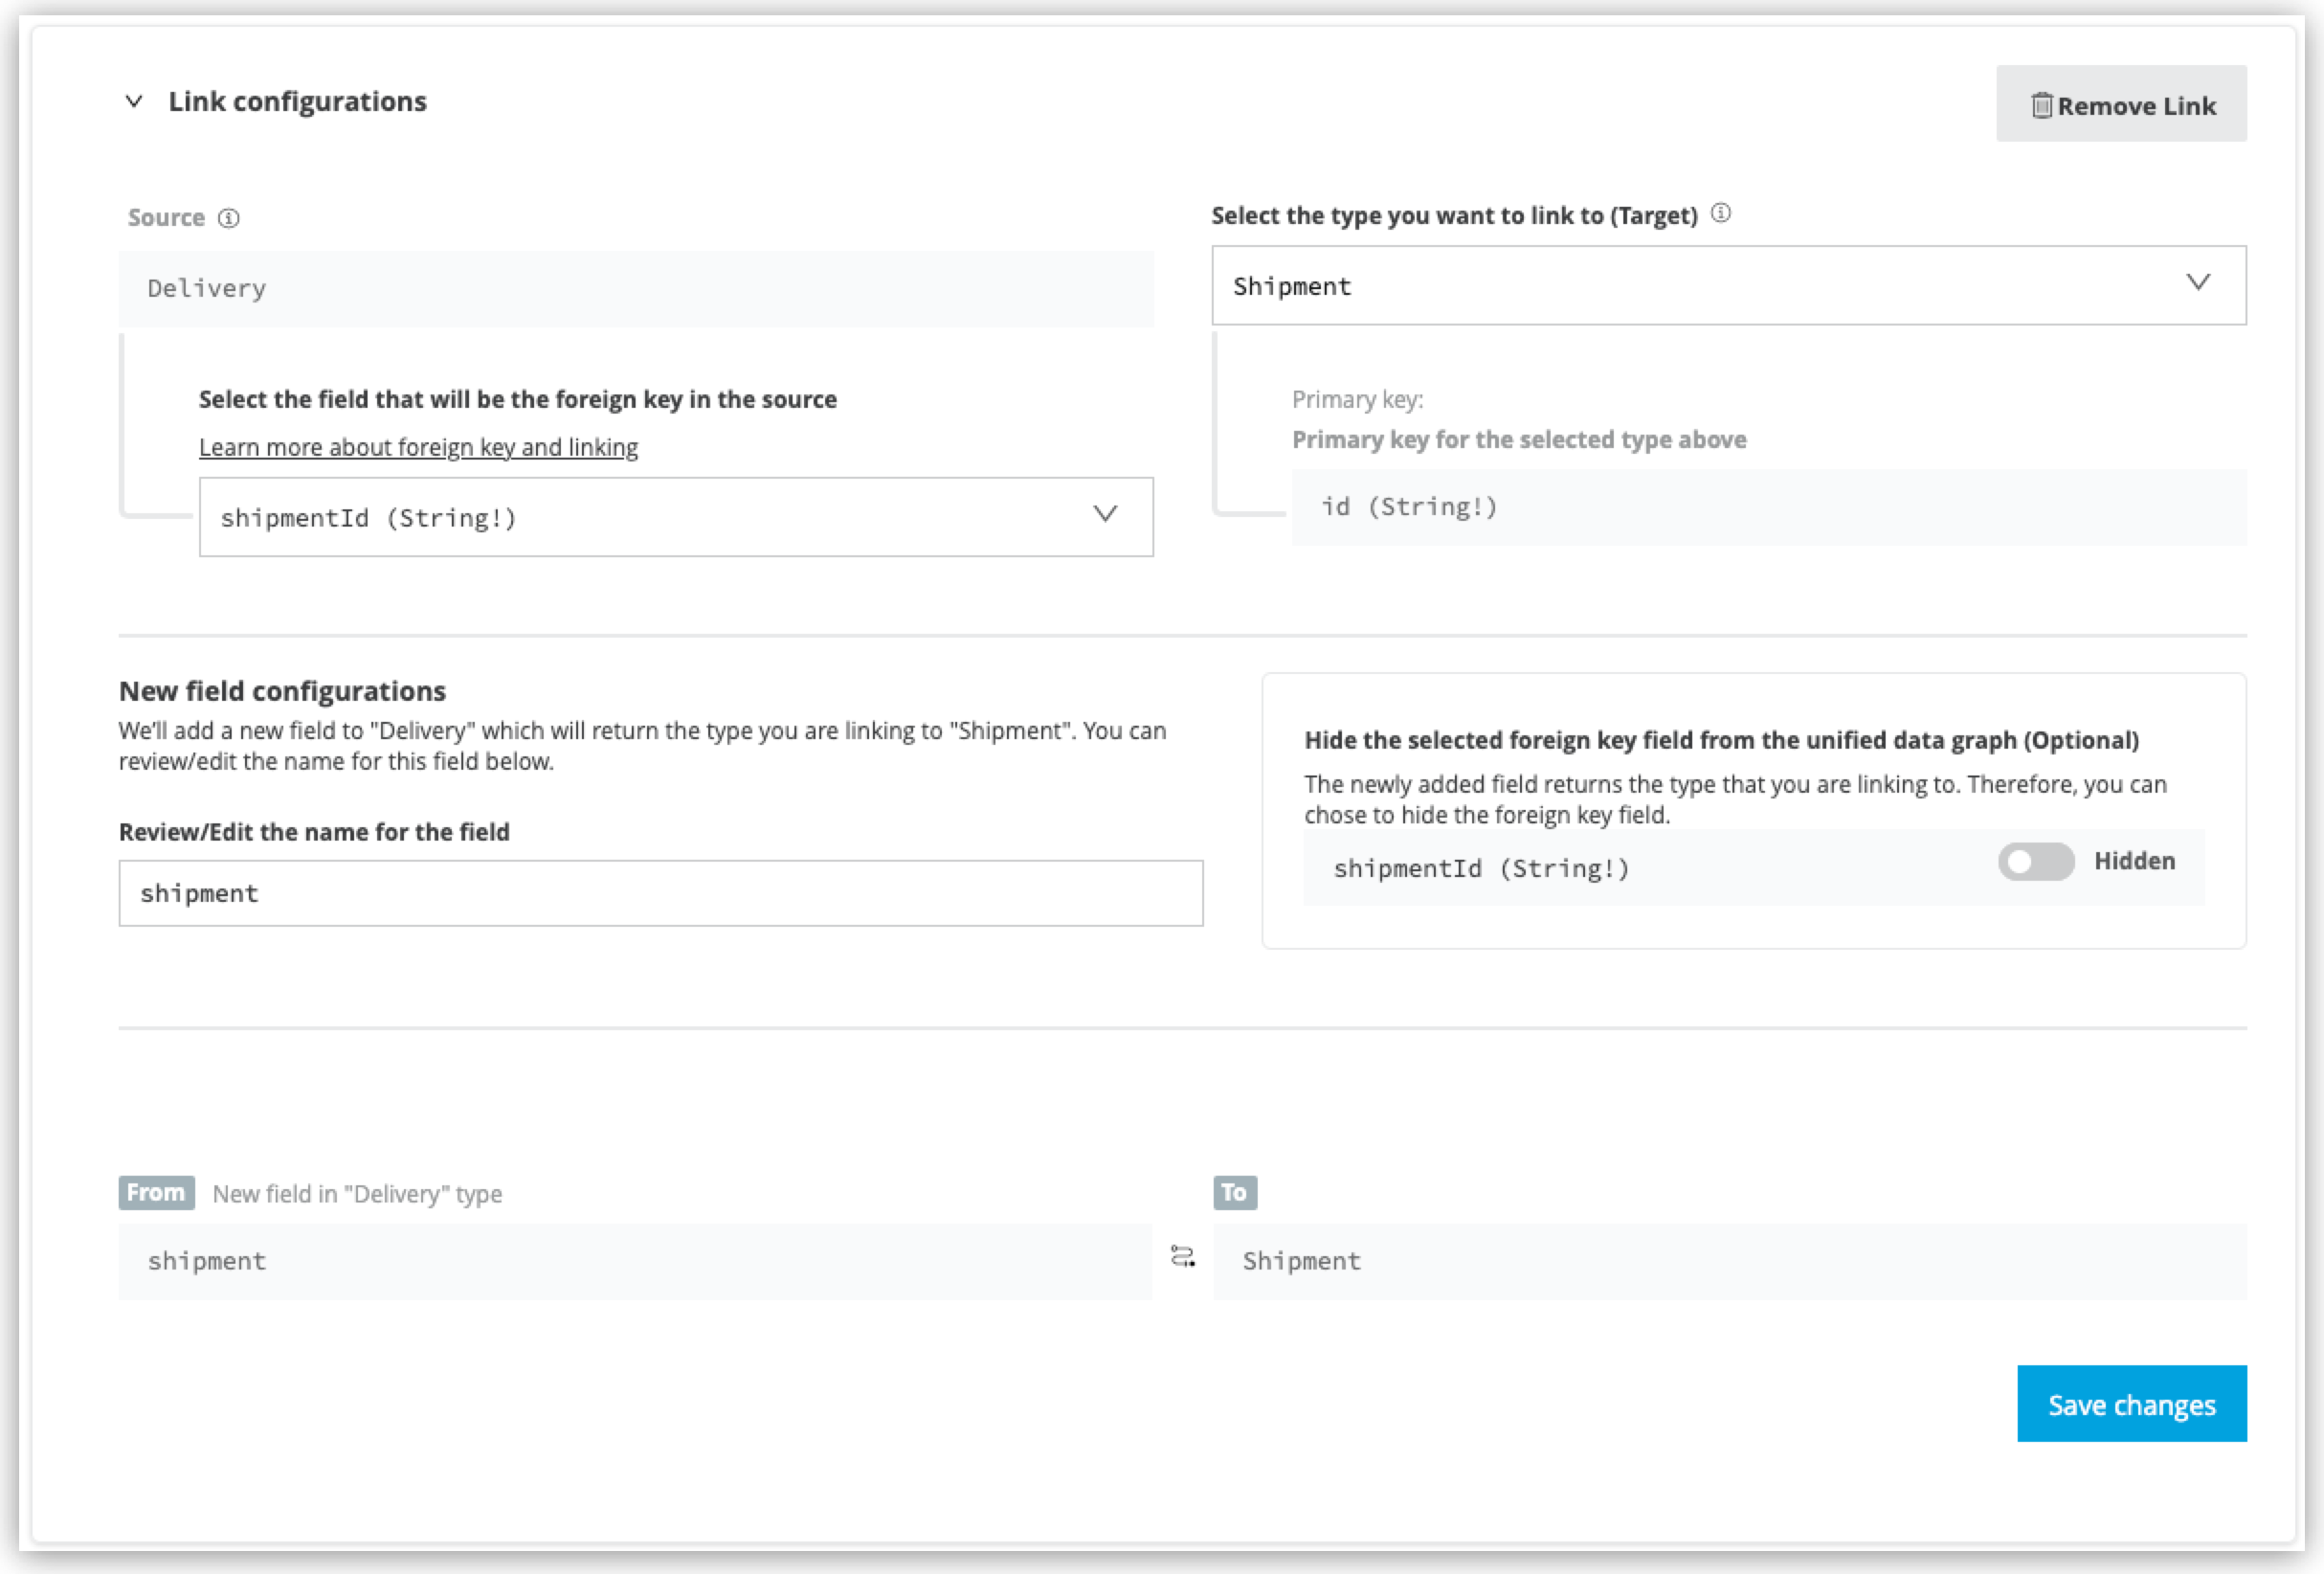 Link configurations
Remove Link
Source
Delivery
Select the field that will be the foreign key in the source
Learn more about foreign key and linking
shipmentId (String!)
Select the type you want to link to (Target)
Shipment
Primary key:
Primary key for the selected type above
id (String!)
New field configurations
We'll add a new field to "Delivery" which will return the type you are linking to "Shipment". You can
review/edit the name for this field below.
Review/Edit the name for the field
shipment
Hide the selected foreign key field from the unified data graph (Optional)
The newly added field returns the type that you are linking to. Therefore, you can
chose to hide the foreign key field.
shipmentId (String!)
Hidden
From New field in "Delivery" type
shipment
To
Shipment
Save changes